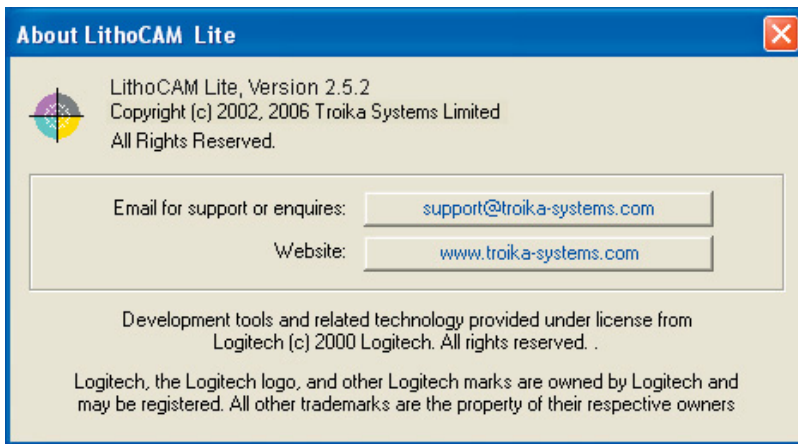 About LithoCAM Lite
LithoCAM Lite, Version 2.5.2
Copyright (c) 2002, 2006 Troika Systems Limited
All Rights Reserved.
Email for support or enquires: support@troika-systems.com
Website: www.troika-systems.com
Development tools and related technology provided under license from
Logitech (c) 2000 Logitech. All rights reserved. .
Logitech, the Logitech logo, and other Logitech marks are owned by Logitech and
may be registered. All other trademarks are the property of their respective owners